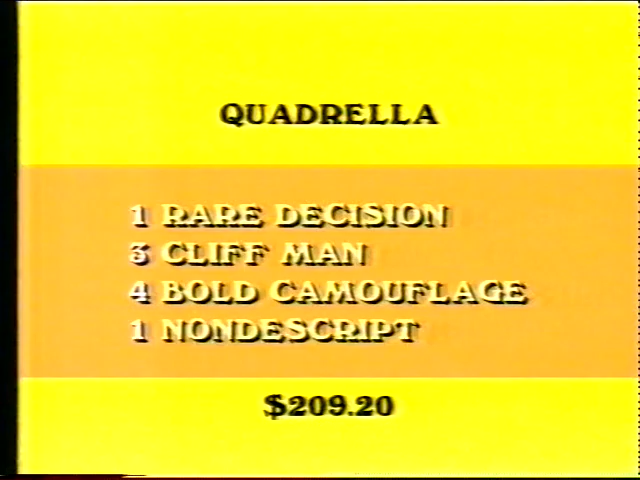 QUADRELLA
1 RARE DECISION
3 CLIFF MAN
4 BOLD CAMOUFLAGE
1 NONDESCRIPT
$209.20